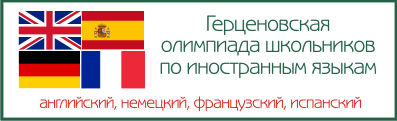 Герценовская
олимпиада школьников
по иностранным языкам
английский, немецкий, французский, испанский